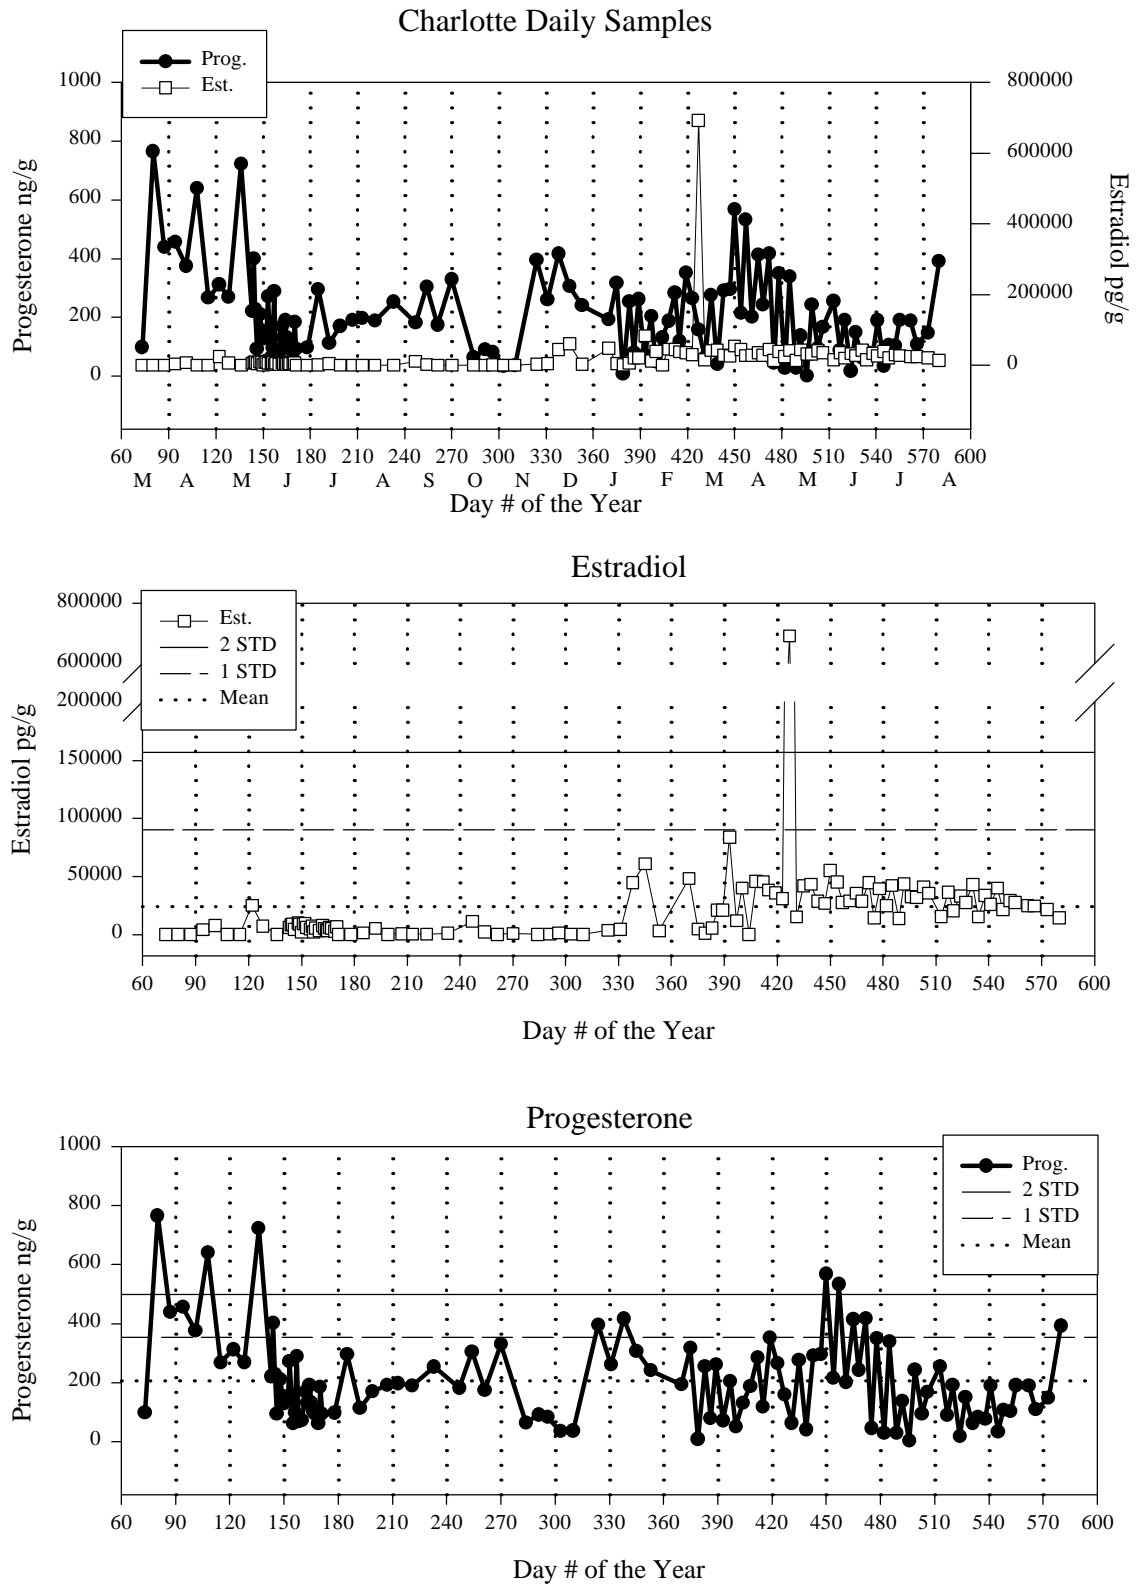 Charlotte Daily Samples
Prog.
Est.
1000
800
600
400
200
0
Progesterone ng/g
800000
600000
400000
200000
0
Estradiol pg/g
60 90 120 150 180 210 240 270 300 330 360 390 420 450 480 510 540 570 600
M A M J J A S O N D J F M A M J J A
Day # of the Year
Estradiol
Est.
2 STD
1 STD
Mean
800000
600000
200000
150000
100000
50000
0
Estradiol pg/g
60 90 120 150 180 210 240 270 300 330 360 390 420 450 480 510 540 570 600
Day # of the Year
Progesterone
Prog.
2 STD
1 STD
Mean
1000
800
600
400
200
0
Progersterone ng/g
60 90 120 150 180 210 240 270 300 330 360 390 420 450 480 510 540 570 600
Day # of the Year